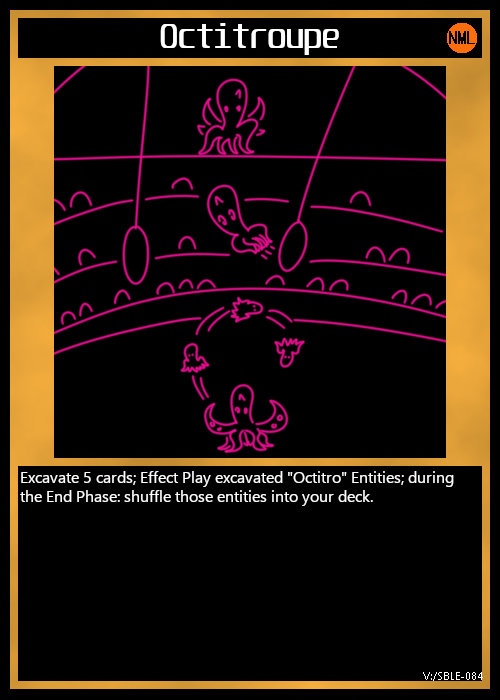 Octitroupe
NML
Excavate 5 cards; Effect Play excavated "Octitro" Entities; during
the End Phase: shuffle those entities into your deck.
V:/SBLE-084